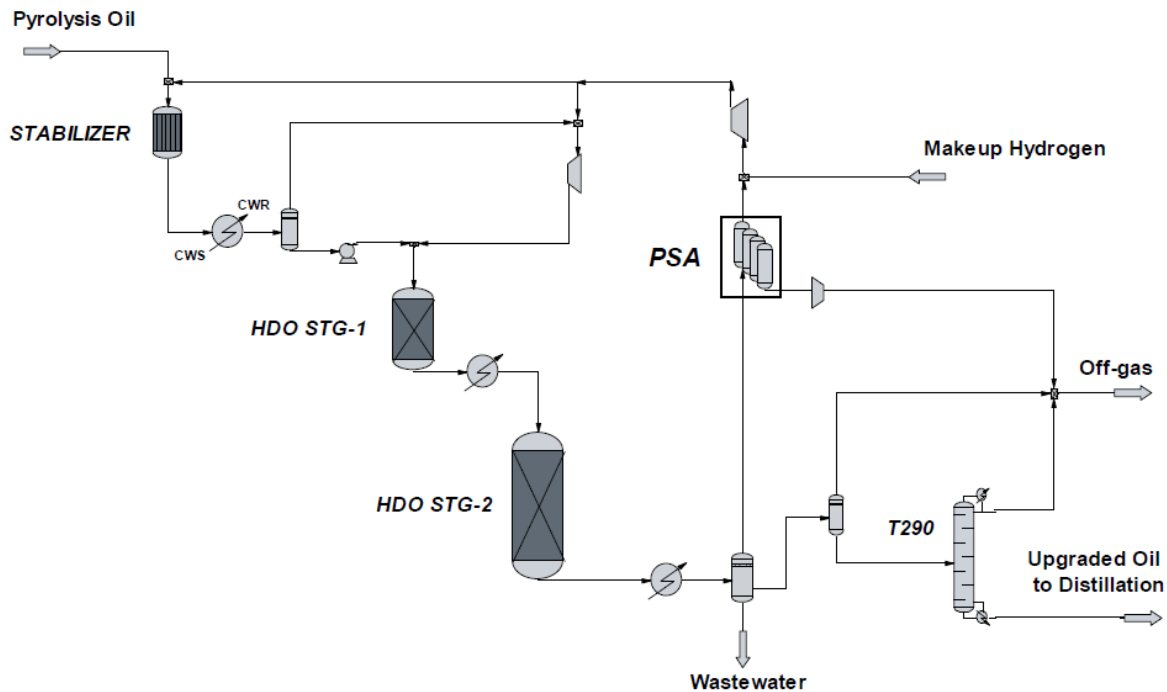 Pyrolysis Oil
STABILIZER
Makeup Hydrogen
CWR
CWS
PSA
HDO STG-1
Off-gas
HDO STG-2
T290
Upgraded Oil
to Distillation
Wastewater